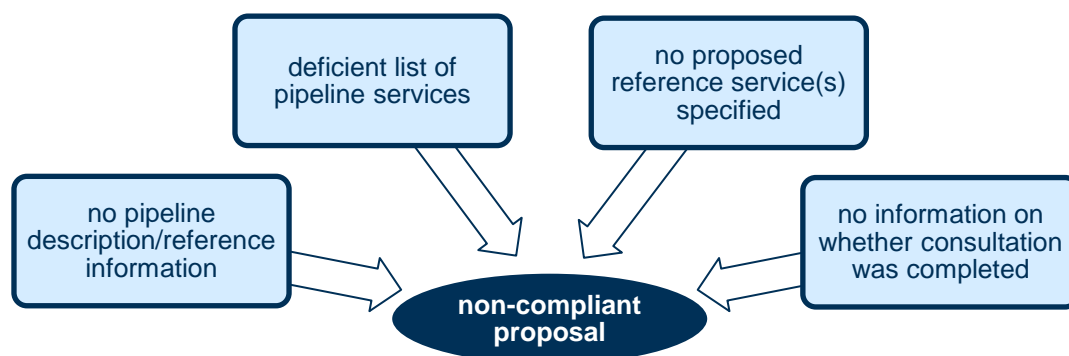 deficient list of
pipeline services
no proposed
reference service(s)
specified
no pipeline
description/reference
information
no information on
whether consultation
was completed
non-compliant
proposal